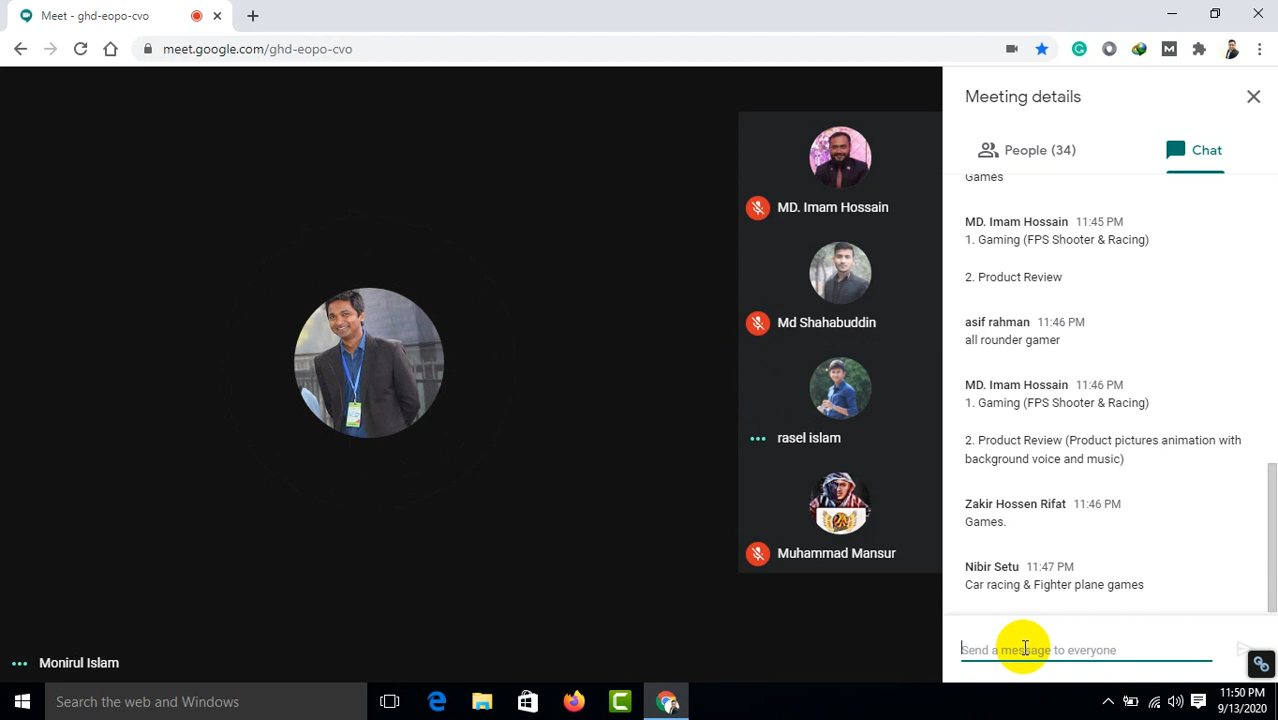 Meet - ghd-eopo-cvo
meet.google.com/ghd-eopo-cvo
Meeting details
People (34)
Chat
Games
MD. Imam Hossain 11:45 PM
1. Gaming (FPS Shooter & Racing)
2. Product Review
asif rahman 11:46 PM
all rounder gamer
MD. Imam Hossain 11:46 PM
1. Gaming (FPS Shooter & Racing)
2. Product Review (Product pictures animation with
background voice and music)
Zakir Hossen Rifat 11:46 PM
Games.
Nibir Setu 11:47 PM
Car racing & Fighter plane games
Send a message to everyone
MD. Imam Hossain
Md Shahabuddin
rasel islam
Muhammad Mansur
Monirul Islam
Search the web and Windows
11:50 PM
9/13/2020